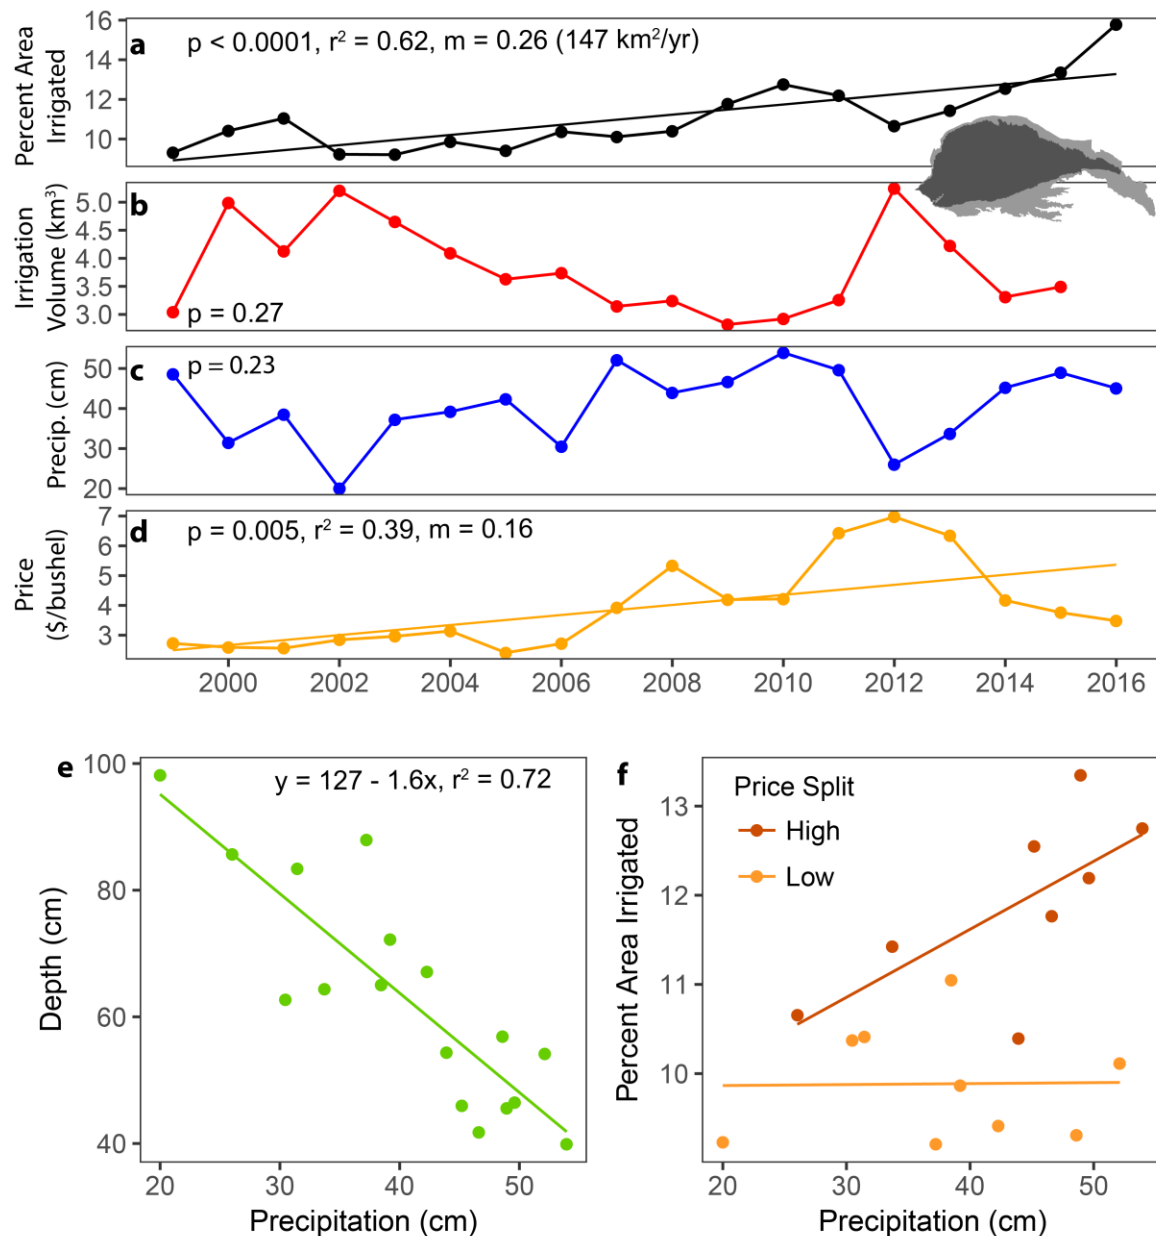 a
p < 0.0001, r² = 0.62, m = 0.26 (147 km²/yr)
Percent Area
Irrigated
16
14
12
10
b
p = 0.27
Irrigation
Volume (km³)
5.0
4.5
4.0
3.5
3.0
c
p = 0.23
Precip. (cm)
50
40
30
20
d
p = 0.005, r² = 0.39, m = 0.16
Price
($/bushel)
7
6
5
4
3
2000 2002 2004 2006 2008 2010 2012 2014 2016
e
y = 127 - 1.6x, r² = 0.72
Depth (cm)
100
80
60
40
20 30 40 50
Precipitation (cm)
f
Price Split
High
Low
Percent Area Irrigated
13
12
11
10
20 30 40 50
Precipitation (cm)